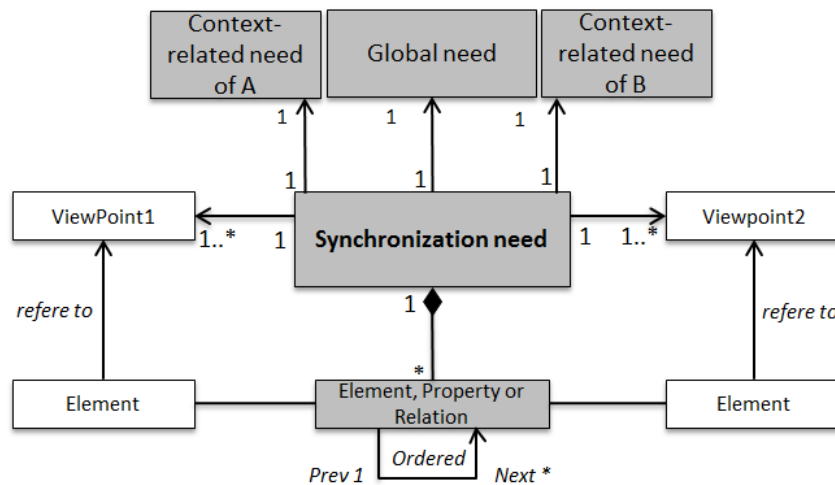 Context-
related need
of A
Global need
Context-
related need
of B
1
1
1
1
1
1
ViewPoint1
1..*
1
Synchronization need
1
1..*
Viewpoint2
refere to
1
refere to
*
Element
Element, Property or
Relation
Element
Ordered
Prev 1
Next *